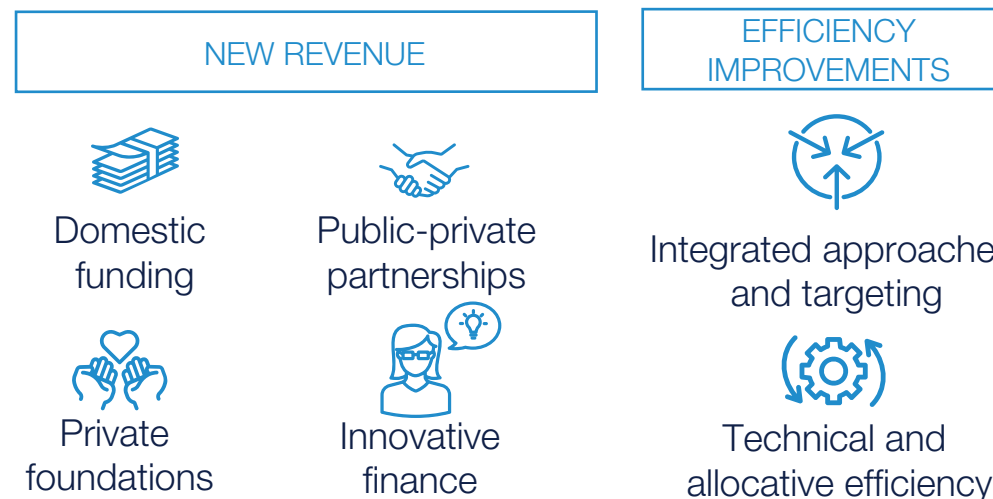 NEW REVENUE
EFFICIENCY
IMPROVEMENTS
Domestic
funding
Public-private
partnerships
Integrated approache
and targeting
Private
foundations
Innovative
finance
Technical and
allocative efficiency